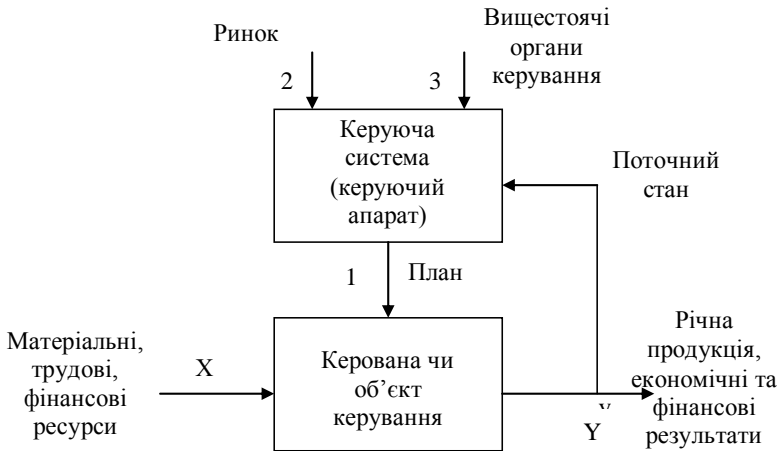 Ринок
Вищестоячі
органи
керування
2
3
Керуюча
система
(керуючий
апарат)
Поточний
стан
1
План
Матеріальні,
трудові,
фінансові
ресурси
X
Керована чи
об’єкт
керування
Річна
продукція,
економічні та
фінансові
результати
Y